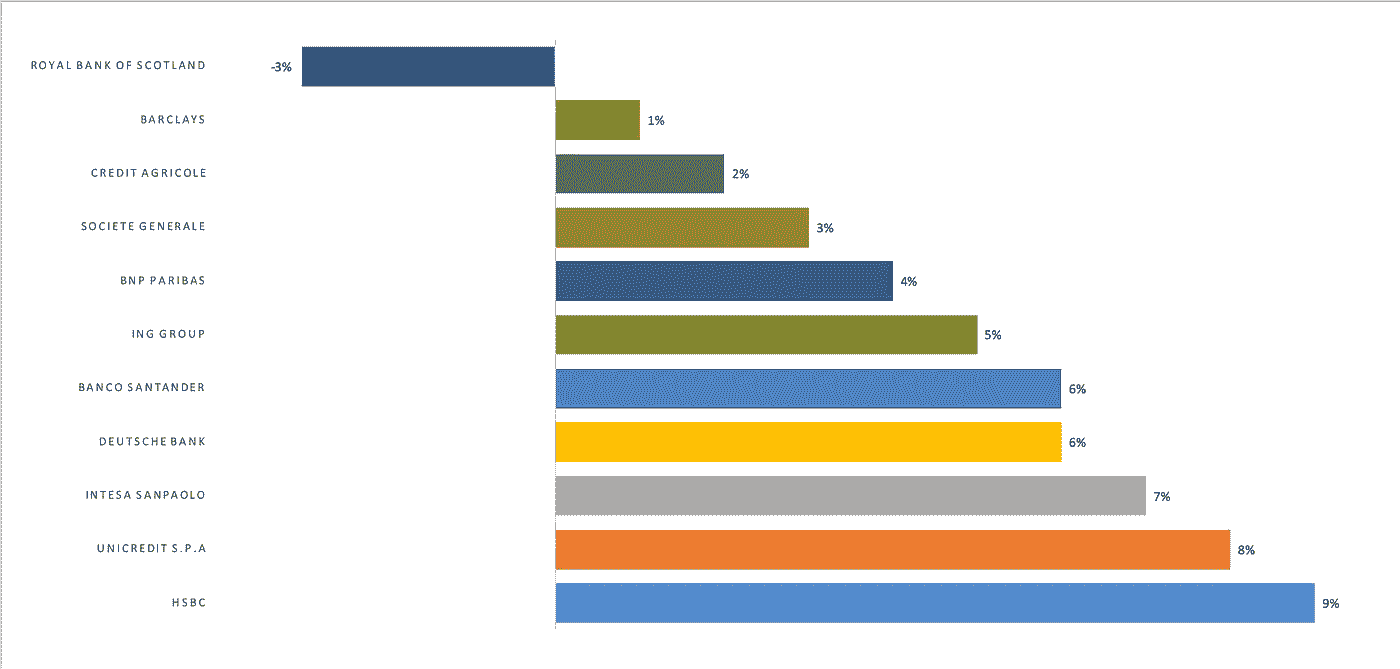 ROYAL BANK OF SCOTLAND -3%
BARCLAYS 1%
CREDIT AGRICOLE 2%
SOCIETE GENERALE 3%
BNP PARIBAS 4%
ING GROUP 5%
BANCO SANTANDER 6%
DEUTSCHE BANK 6%
INTESA SANPAOLO 7%
UNICREDIT S.P.A 8%
HSBC 9%